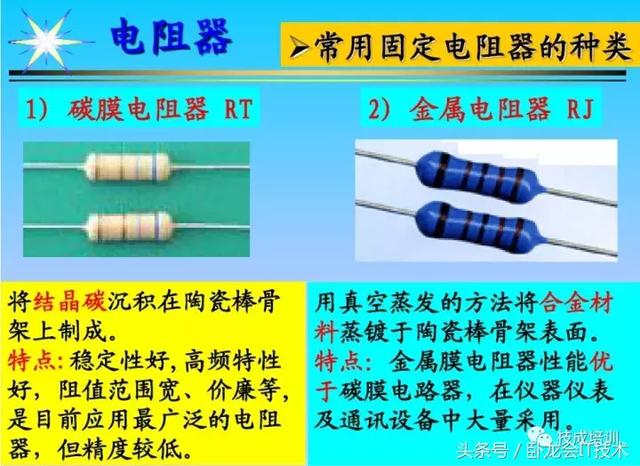 电阻器
➢常用固定电阻器的种类
1) 碳膜电阻器 RT
2) 金属电阻器 RJ
将结晶碳沉积在陶瓷棒骨
架上制成。
特点:稳定性好,高频特性
好，阻值范围宽、价廉等,
是目前应用最广泛的电阻
器，但精度较低。
用真空蒸发的方法将合金材
料蒸镀于陶瓷棒骨架表面。
特点：金属膜电阻器性能优
于碳膜电路器，在仪器仪表
及通讯设备中大量采用。
技成培训
头条号 / 卧龙会IT技术